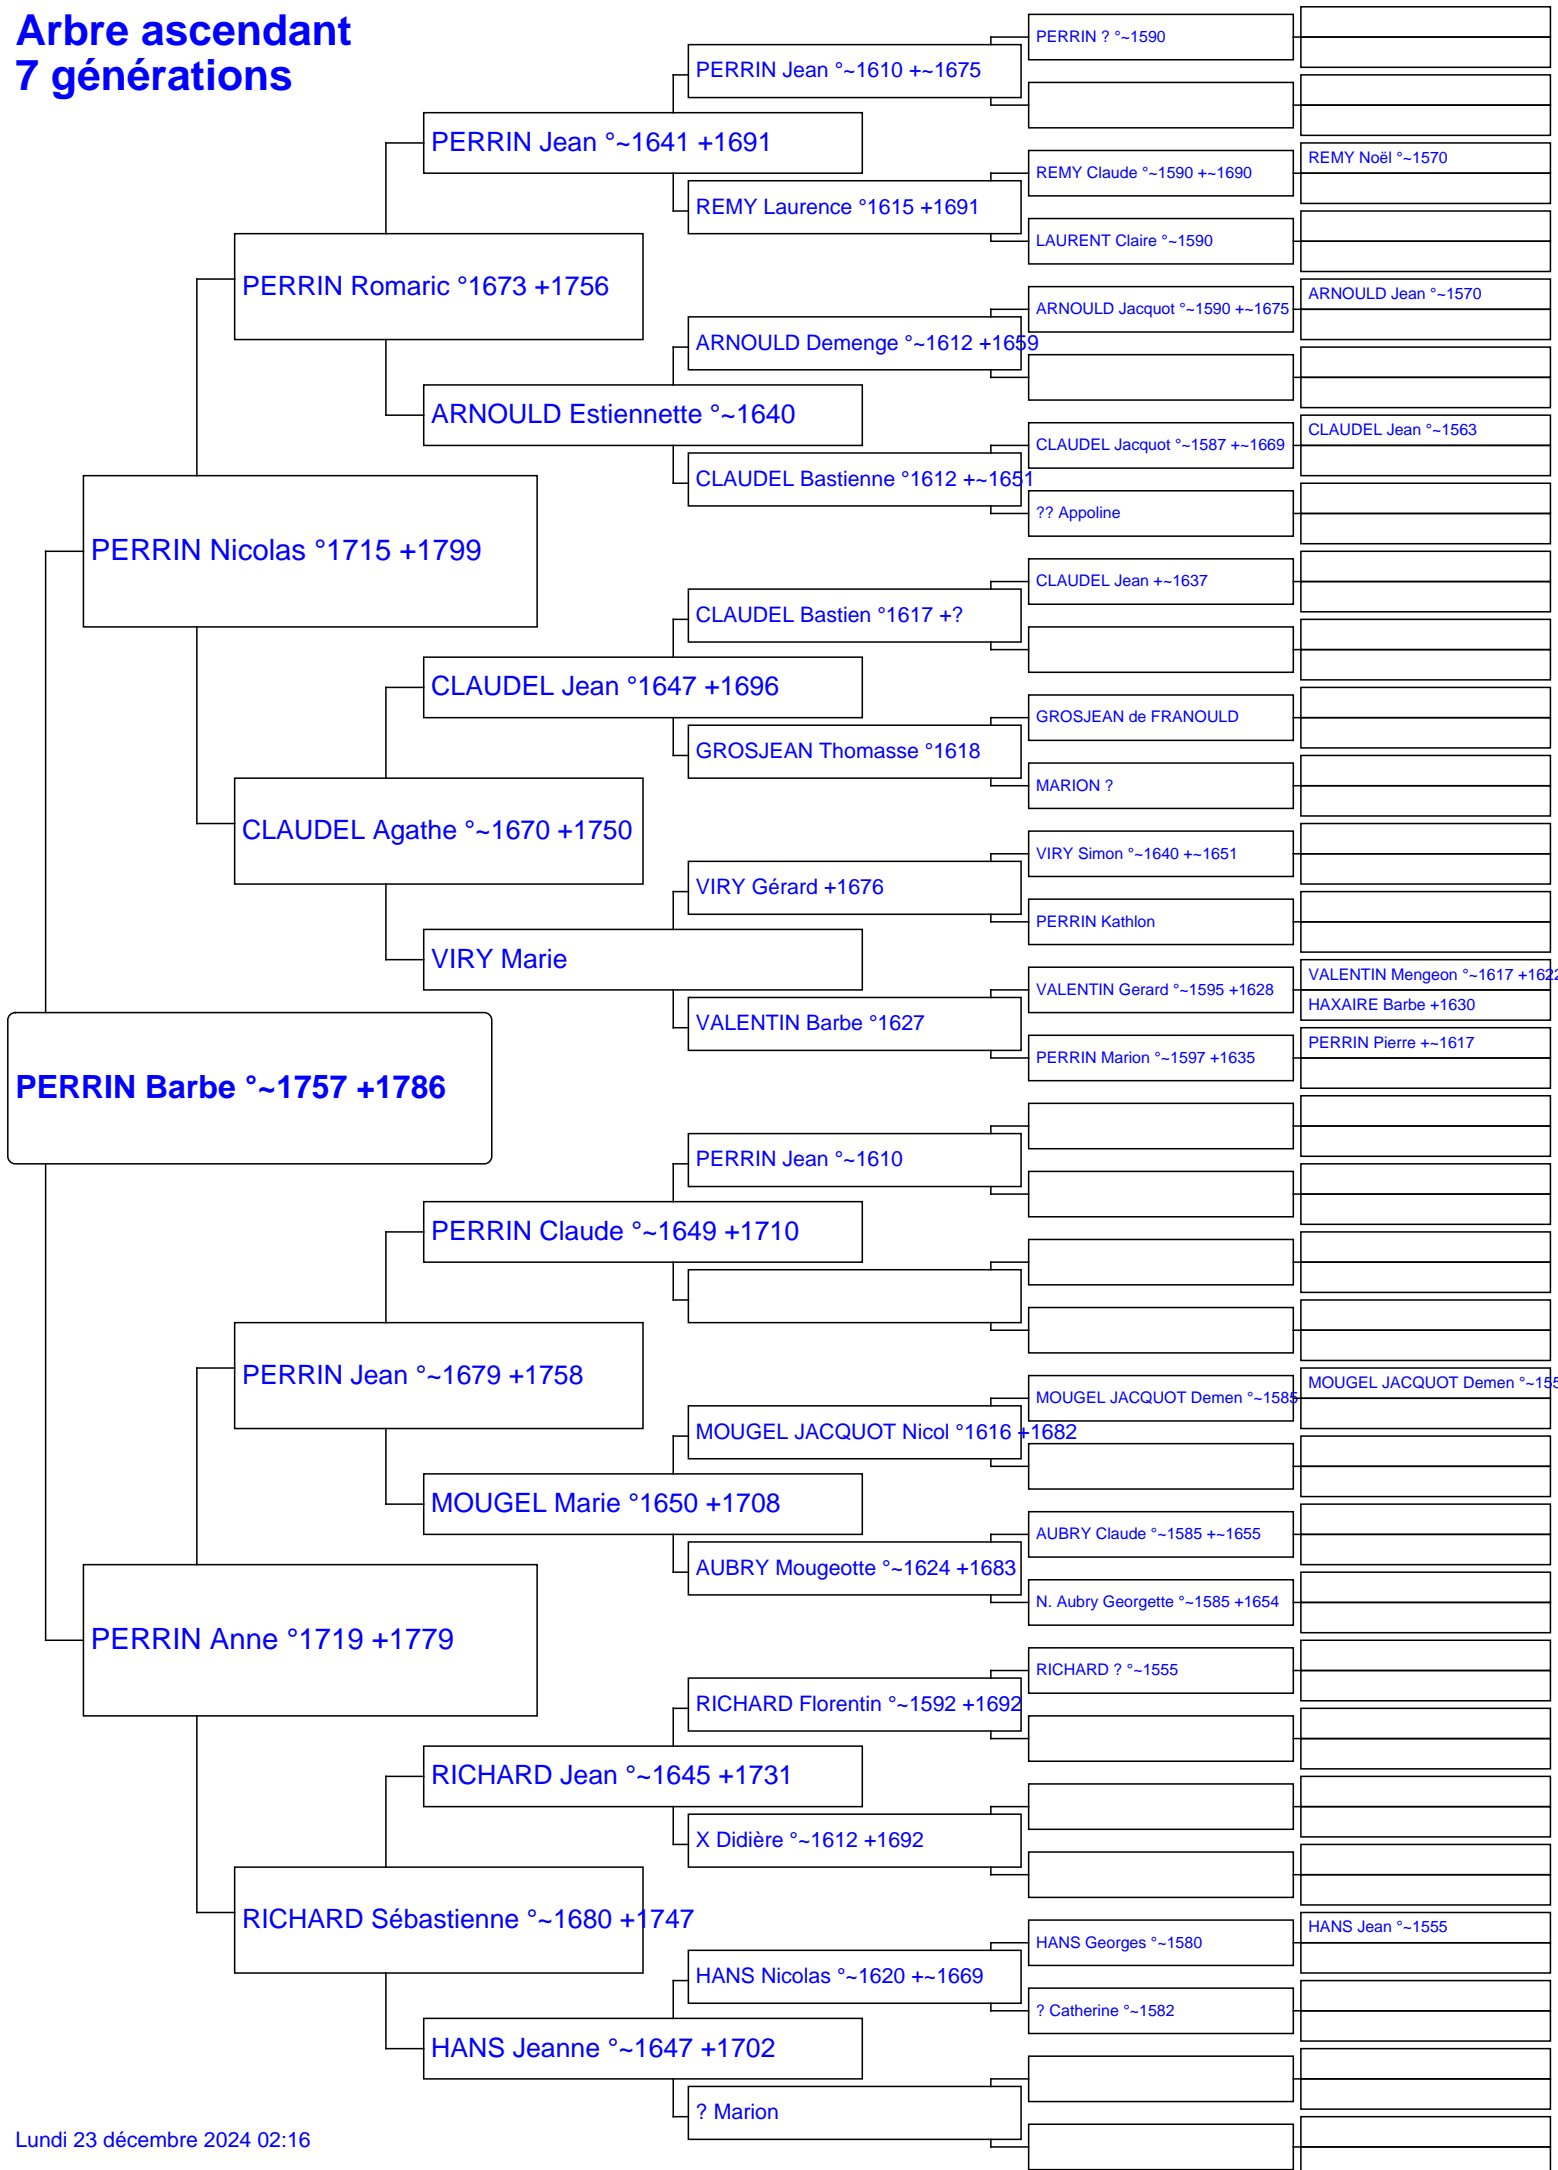 Arbre ascendant
7 générations
PERRIN Barbe °~1757 +1786
PERRIN Nicolas °1715 +1799
PERRIN Anne °1719 +1779
PERRIN Romaric °1673 +1756
CLAUDEL Agathe °~1670 +1750
PERRIN Jean °~1679 +1758
RICHARD Sébastienne °~1680 +1747
PERRIN Jean °~1641 +1691
ARNOULD Estiennette °~1640
CLAUDEL Jean °1647 +1696
VIRY Marie
PERRIN Claude °~1649 +1710
MOUGEL Marie °1650 +1708
RICHARD Jean °~1645 +1731
HANS Jeanne °~1647 +1702
PERRIN Jean °~1610 +~1675
REMY Laurence °1615 +1691
ARNOULD Demenge °~1612 +1659
CLAUDEL Bastienne °1612 +~1651
CLAUDEL Bastien °1617 +?
GROSJEAN Thomasse °1618
VIRY Gérard +1676
VALENTIN Barbe °1627
PERRIN Jean °~1610
MOUGEL JACQUOT Nicol °1616 +1682
AUBRY Mougeotte °~1624 +1683
RICHARD Florentin °~1592 +1692
X Didière °~1612 +1692
HANS Nicolas °~1620 +~1669
? Marion
PERRIN ? °~1590
REMY Claude °~1590 +~1690
LAURENT Claire °~1590
ARNOULD Jacquot °~1590 +~1675
CLAUDEL Jacquot °~1587 +~1669
?? Appoline
CLAUDEL Jean +~1637
GROSJEAN de FRANOULD
MARION ?
VIRY Simon °~1640 +~1651
PERRIN Kathlon
VALENTIN Gerard °~1595 +1628
PERRIN Marion °~1597 +1635
MOUGEL JACQUOT Demen °~1585
AUBRY Claude °~1585 +~1655
N. Aubry Georgette °~1585 +1654
RICHARD ? °~1555
HANS Georges °~1580
? Catherine °~1582
REMY Noël °~1570
ARNOULD Jean °~1570
CLAUDEL Jean °~1563
VALENTIN Mengeon °~1617 +1622
HAXAIRE Barbe +1630
PERRIN Pierre +~1617
MOUGEL JACQUOT Demen
HANS Jean °~1555
Lundi 23 décembre 2024 02:16